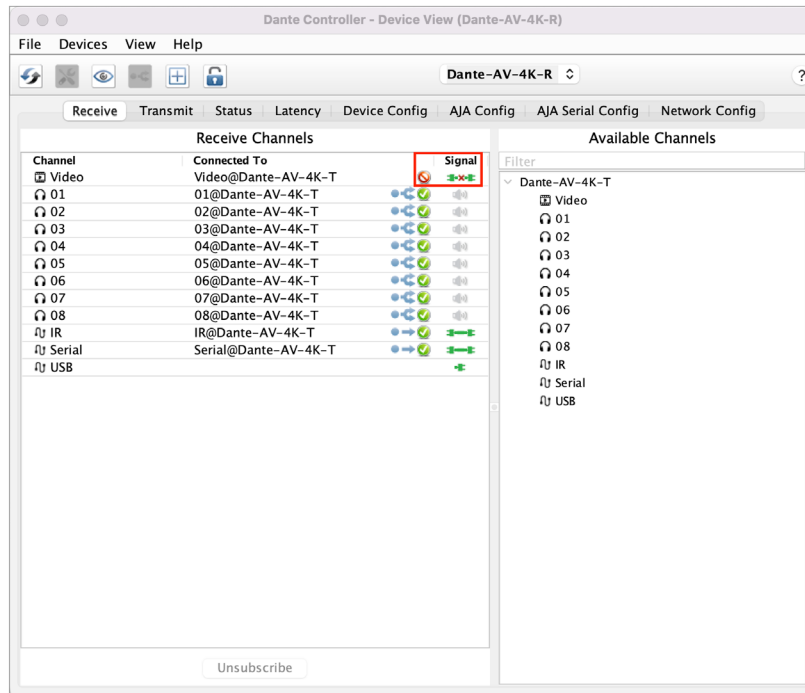 Dante Controller - Device View (Dante-AV-4K-R)
File Devices View Help
Dante-AV-4K-R
?
Receive Transmit Status Latency Device Config AJA Config AJA Serial Config Network Config
Receive Channels
Channel Connected To Signal
Video Video@Dante-AV-4K-T
01 01@Dante-AV-4K-T
02 02@Dante-AV-4K-T
03 03@Dante-AV-4K-T
04 04@Dante-AV-4K-T
05 05@Dante-AV-4K-T
06 06@Dante-AV-4K-T
07 07@Dante-AV-4K-T
08 08@Dante-AV-4K-T
IR IR@Dante-AV-4K-T
Serial Serial@Dante-AV-4K-T
USB
Unsubscribe
Available Channels
Filter
Dante-AV-4K-T
Video
01
02
03
04
05
06
07
08
IR
Serial
USB